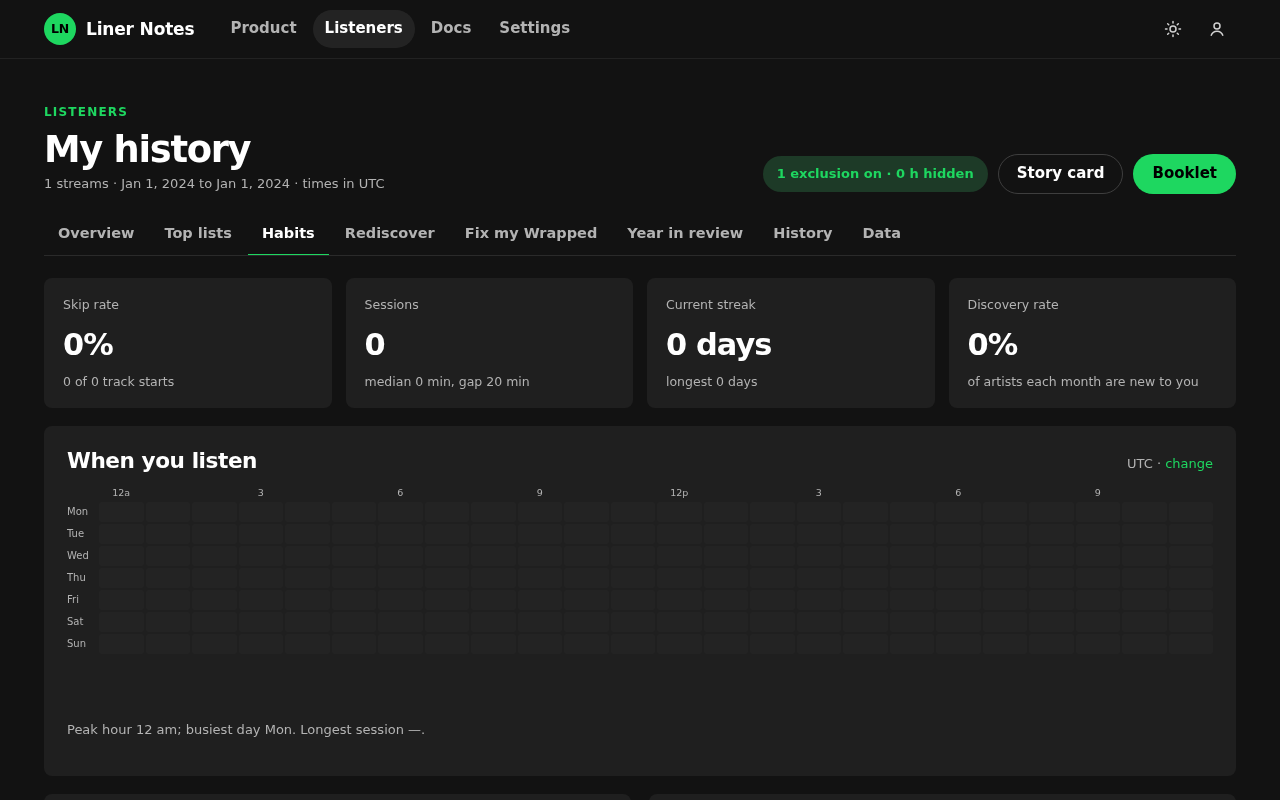 LN Liner Notes Product Listeners Docs Settings
LISTENERS
My history
1 streams · Jan 1, 2024 to Jan 1, 2024 · times in UTC
1 exclusion on · 0 h hidden Story card Booklet
Overview Top lists Habits Rediscover Fix my Wrapped Year in review History Data
Skip rate
0%
0 of 0 track starts
Sessions
0
median 0 min, gap 20 min
Current streak
0 days
longest 0 days
Discovery rate
0%
of artists each month are new to you
When you listen
UTC · change
12a 3 6 9 12p 3 6 9
Mon
Tue
Wed
Thu
Fri
Sat
Sun
Peak hour 12 am; busiest day Mon. Longest session —.